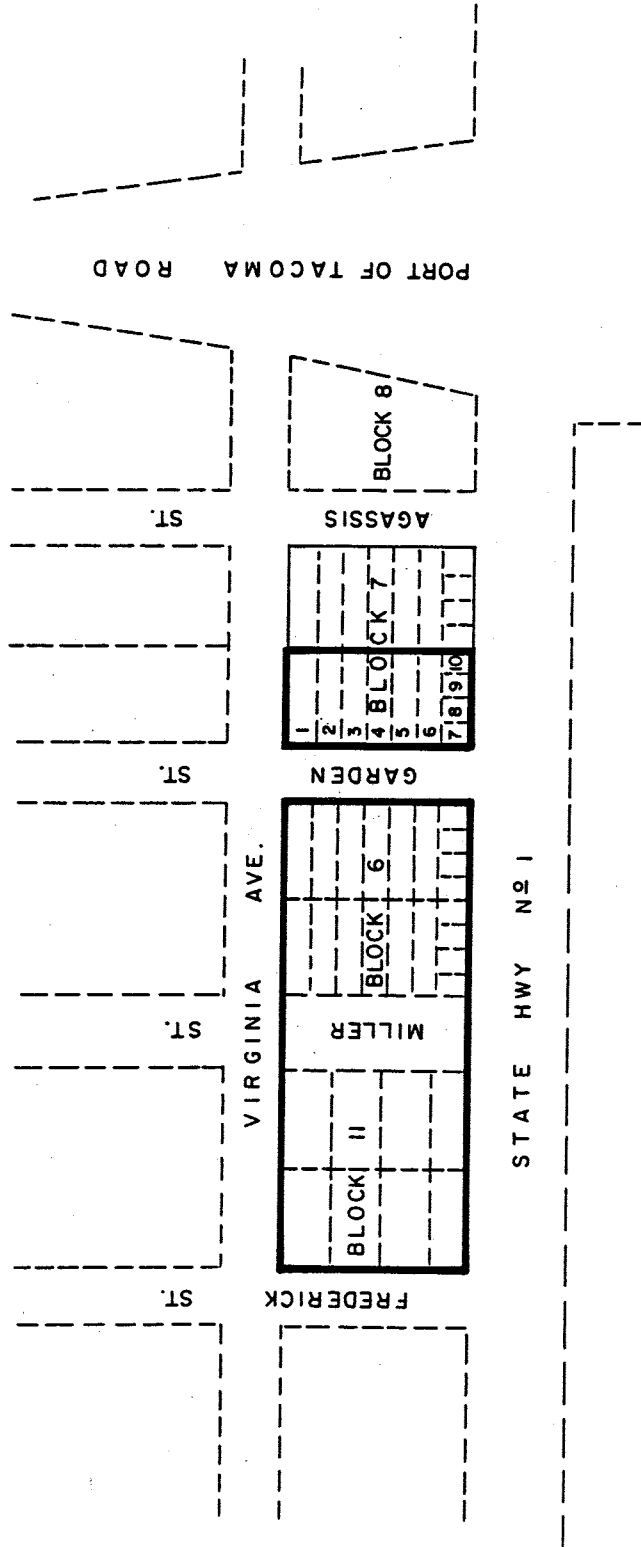 PORT OF TACOMA ROAD
BLOCK 8
AGASSIS ST.
BLOCK 7
1
2
3
4
5
6
7 8 9 10
GARDEN ST.
BLOCK 6
VIRGINIA AVE.
MILLER ST.
BLOCK 11
FREDERICK ST.
STATE HWY Nº 1